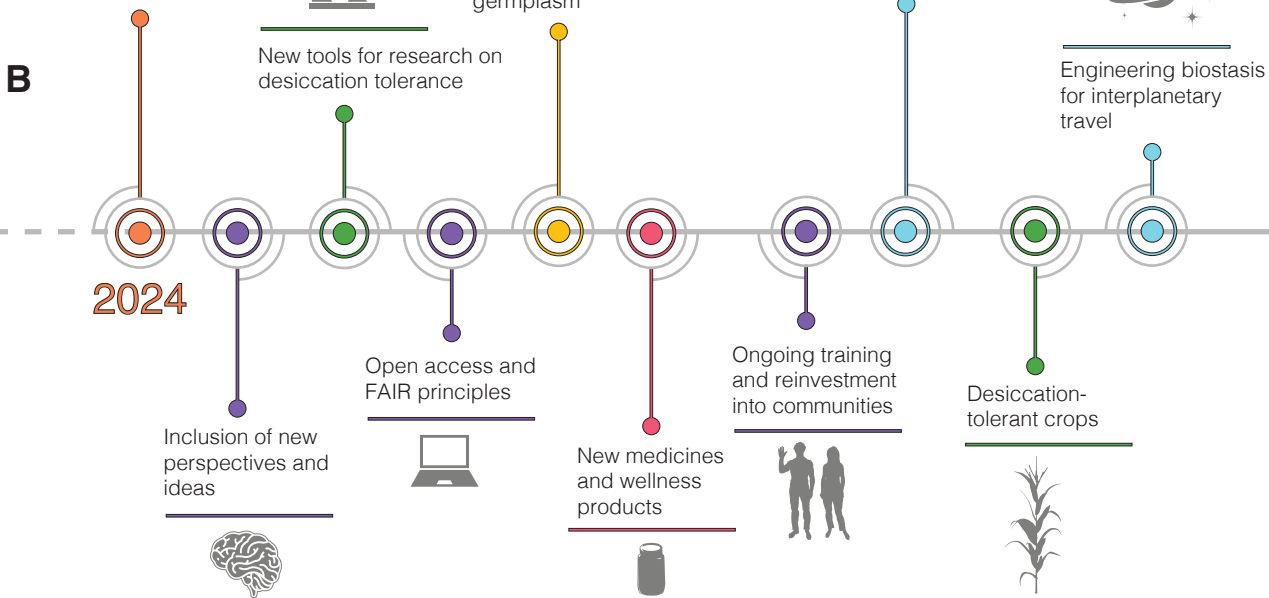 germplasm
New tools for research on
desiccation tolerance
B
Engineering biostasis
for interplanetary
travel
2024
Inclusion of new
perspectives and
ideas
Open access and
FAIR principles
New medicines
and wellness
products
Ongoing training
and reinvestment
into communities
Desiccation-
tolerant crops